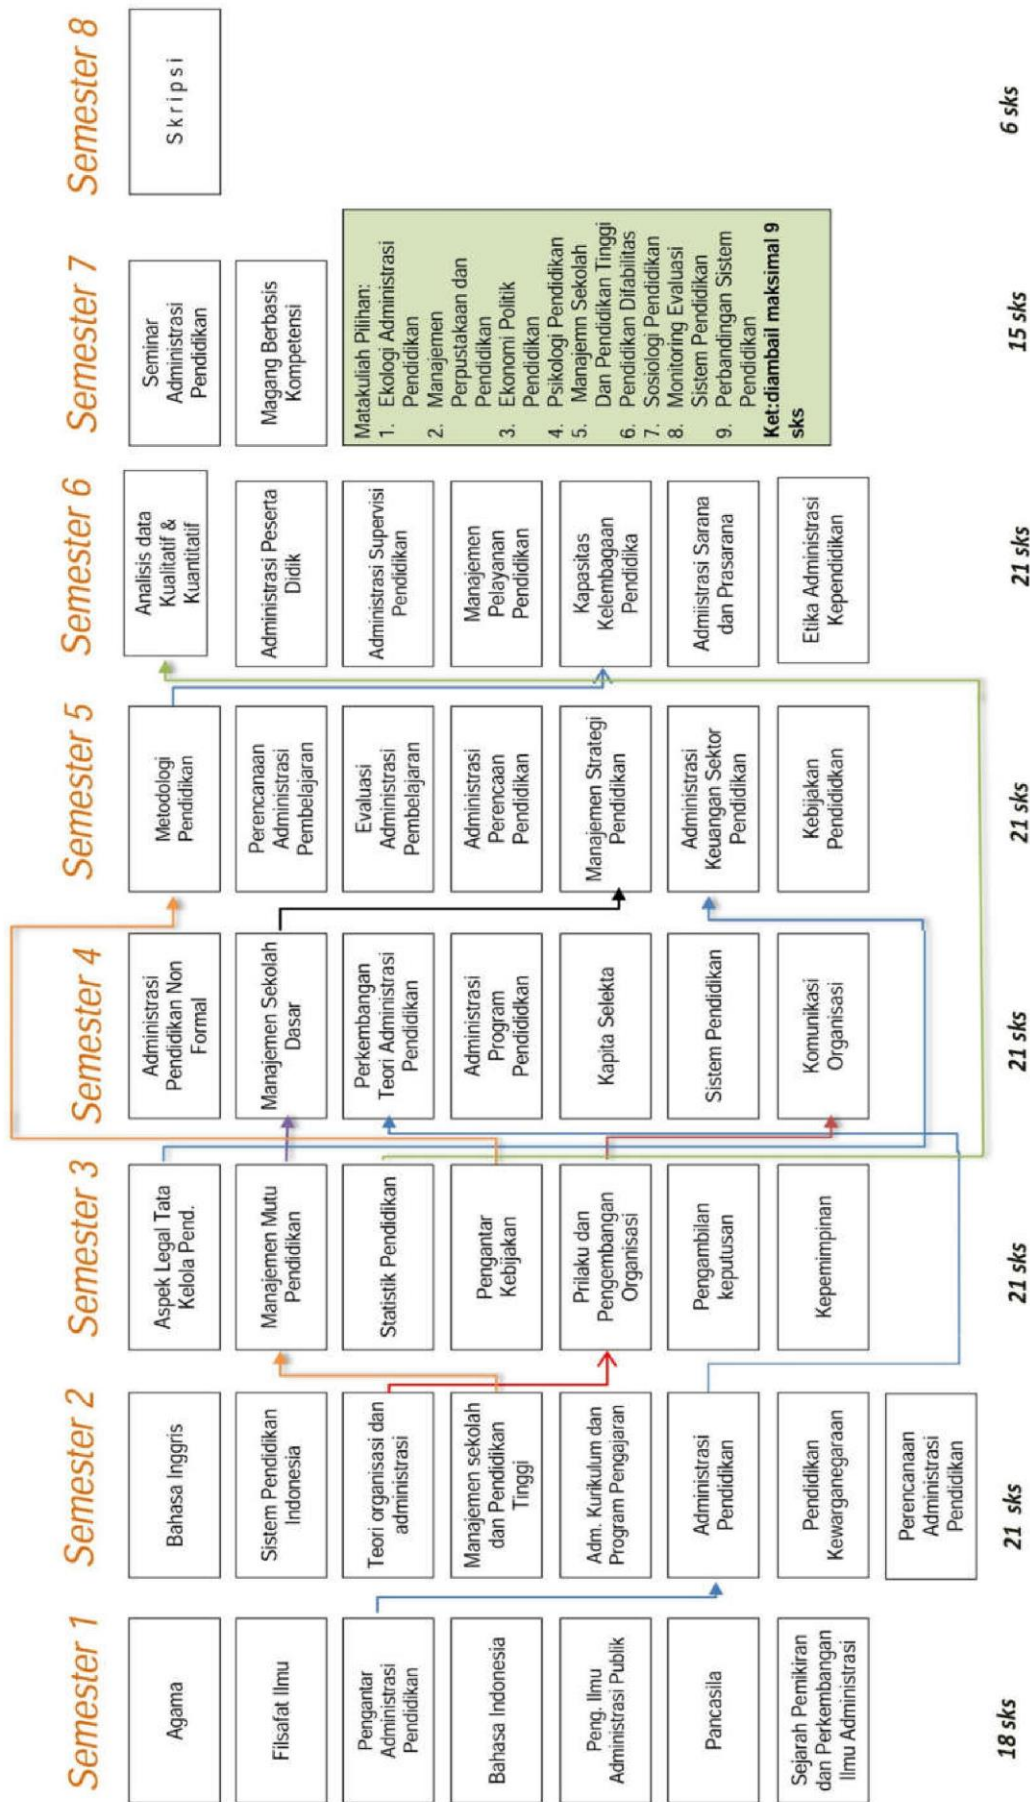 Semester 1
Agama
Filsafat Ilmu
Pengantar
Administrasi
Pendidikan
Bahasa Indonesia
Peng. Ilmu
Administrasi Publik
Pancasila
Sejarah Pemikiran
dan Perkembangan
Ilmu Administrasi
18 sks
Semester 2
Bahasa Inggris
Sistem Pendidikan
Indonesia
Teori organisasi dan
administrasi
Manajemen sekolah
dan Pendidikan
Tinggi
Adm. Kurikulum dan
Program Pengajaran
Administrasi
Pendidikan
Pendidikan
Kewarganegaraan
Perencanaan
Administrasi
Pendidikan
21 sks
Semester 3
Aspek Legal Tata
Kelola Pend.
Manajemen Mutu
Pendidikan
Statistik Pendidikan
Pengantar
Kebijakan
Prilaku dan
Pengembangan
Organisasi
Pengambilan
keputusan
Kepemimpinan
21 sks
Semester 4
Administrasi
Pendidikan Non
Formal
Manajemen Sekolah
Dasar
Perkembangan
Teori Administrasi
Pendidikan
Administrasi
Program
Pendididkan
Kapita Selekta
Sistem Pendidikan
Komunikasi
Organisasi
21 sks
Semester 5
Metodologi
Pendidikan
Perencanaan
Administrasi
Pembelajaran
Evaluasi
Administrasi
Pembelajaran
Administrasi
Perencaan
Pendidikan
Manajemen Strategi
Pendidikan
Administrasi
Keuangan Sektor
Pendidikan
Kebijakan
Pendididkan
21 sks
Semester 6
Analisis data
Kualitatif &
Kuantitatif
Administrasi Peserta
Didik
Administrasi Supervisi
Pendidikan
Manajemen
Pelayanan
Pendidikan
Kapasitas
Kelembagaan
Pendidika
Admiistrasi Sarana
dan Prasarana
Etika Administrasi
Kependidikan
21 sks
Semester 7
Seminar
Administrasi
Pendidikan
Magang Berbasis
Kompetensi
Matakuliah Pilihan:
1. Ekologi Administrasi
Pendidikan
2. Manajemen
Perpustakaan dan
Pendidikan
3. Ekonomi Politik
Pendidikan
4. Psikologi Pendidikan
5. Manajemn Sekolah
Dan Pendidikan Tinggi
6. Pendidikan Difabilitas
7. Sosiologi Pendidikan
8. Monitoring Evaluasi
Sistem Pendidikan
9. Perbandingan Sistem
Pendidikan
Ket:diambail maksimal 9
sks
15 sks
Semester 8
Skripsi
6 sks